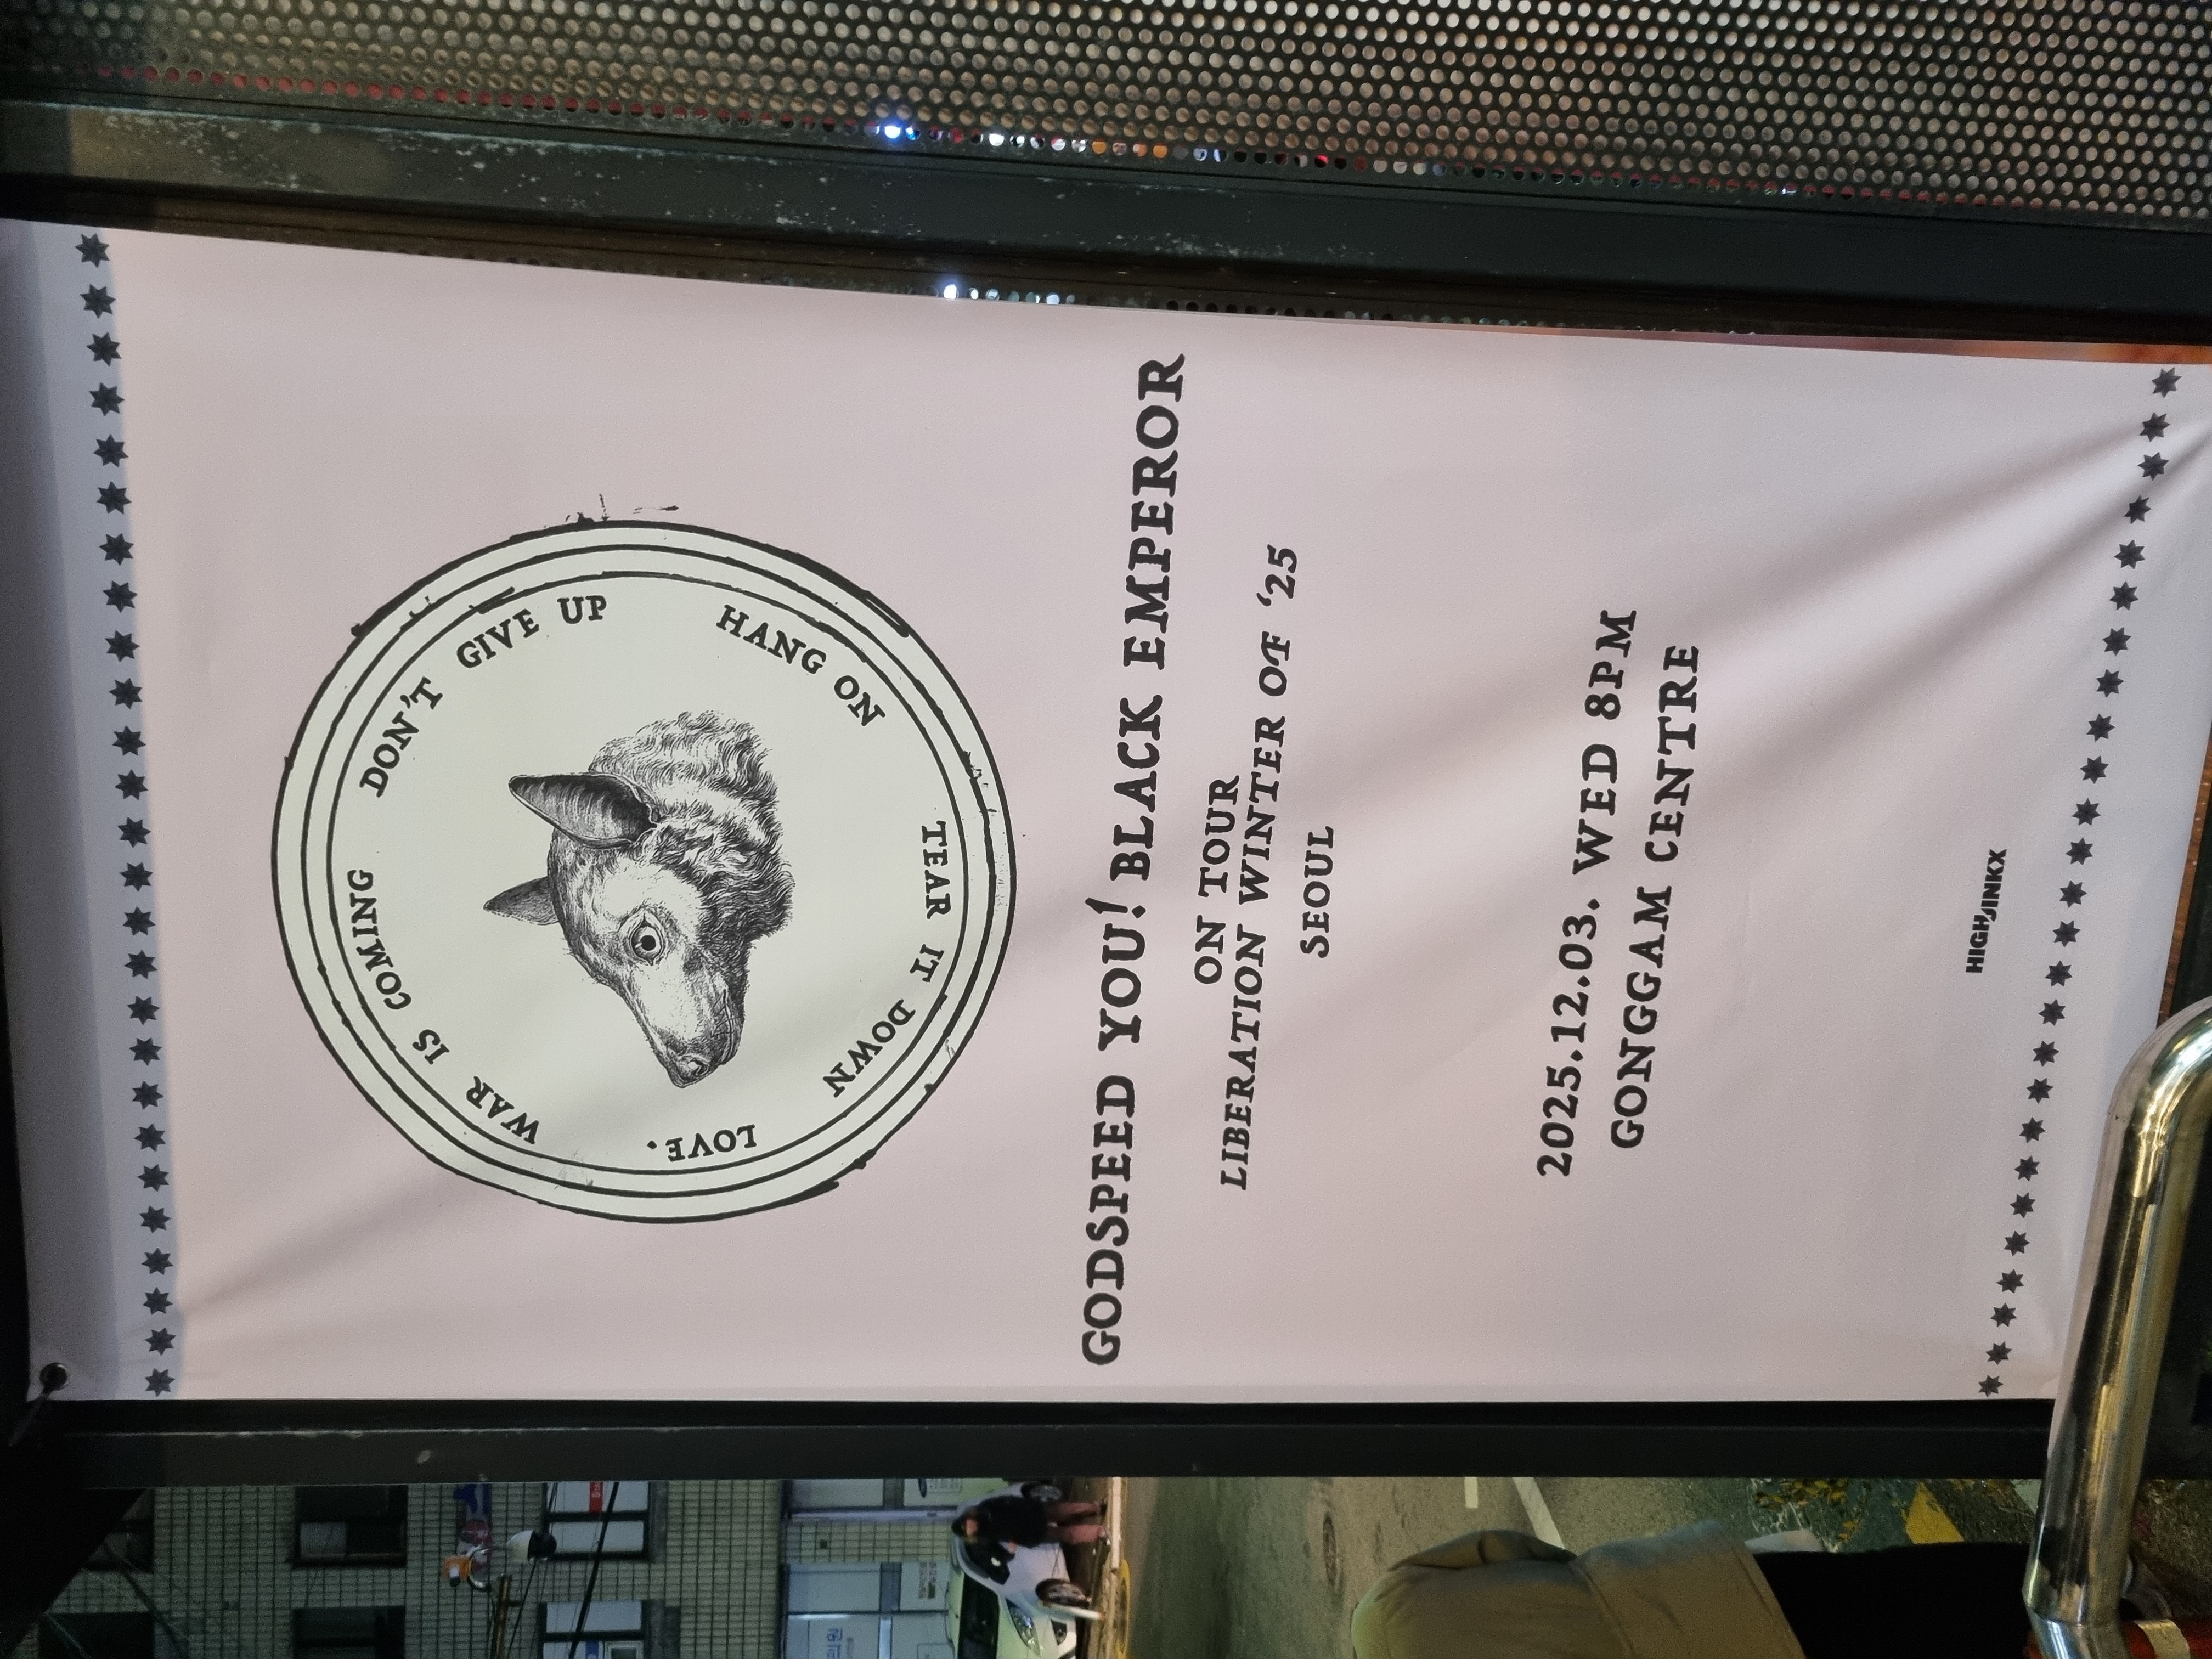 WAR IS COMING
DON'T GIVE UP
HANG ON
TEAR IT DOWN
LOVE.
GODSPEED YOU! BLACK EMPEROR
ON TOUR
LIBERATION WINTER OF '25
SEOUL
2025.12.03. WED 8PM
GONGGAM CENTRE
HIGHJINKX